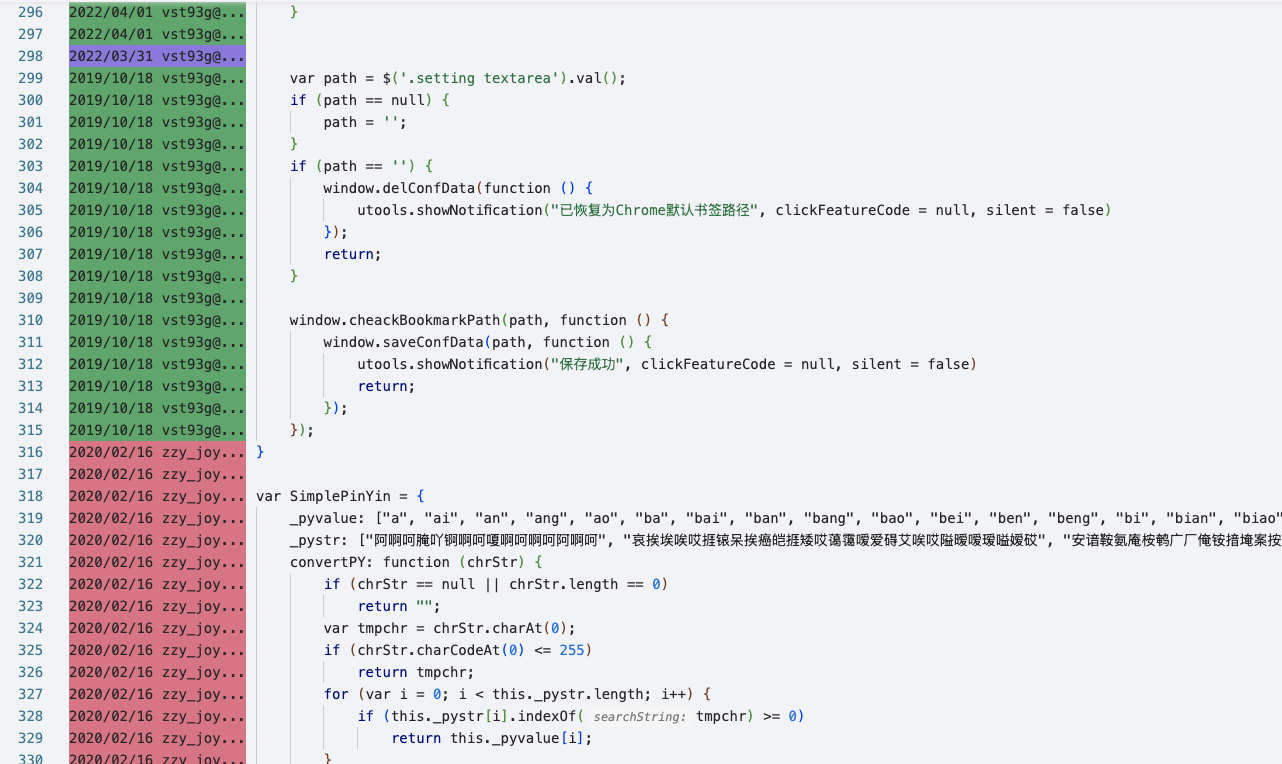 296 2022/04/01 vst93g@... }
297 2022/04/01 vst93g@...
298 2022/03/31 vst93g@...
299 2019/10/18 vst93g@... var path = $('.setting textarea').val();
300 2019/10/18 vst93g@... if (path == null) {
301 2019/10/18 vst93g@... path = '';
302 2019/10/18 vst93g@... }
303 2019/10/18 vst93g@... if (path == '') {
304 2019/10/18 vst93g@... window.delConfData(function () {
305 2019/10/18 vst93g@... utools.showNotification("已恢复为Chrome默认书签路径", clickFeatureCode = null, silent = false)
306 2019/10/18 vst93g@... });
307 2019/10/18 vst93g@... return;
308 2019/10/18 vst93g@... }
309 2019/10/18 vst93g@...
310 2019/10/18 vst93g@... window.cheackBookmarkPath(path, function () {
311 2019/10/18 vst93g@... window.saveConfData(path, function () {
312 2019/10/18 vst93g@... utools.showNotification("保存成功", clickFeatureCode = null, silent = false)
313 2019/10/18 vst93g@... return;
314 2019/10/18 vst93g@... });
315 2019/10/18 vst93g@... });
316 2020/02/16 zzy_joy... }
317 2020/02/16 zzy_joy...
318 2020/02/16 zzy_joy... var SimplePinYin = {
319 2020/02/16 zzy_joy... _pyvalue: ["a", "ai", "an", "ang", "ao", "ba", "bai", "ban", "bang", "bao", "bei", "ben", "beng", "bi", "bian", "biao"
320 2020/02/16 zzy_joy... _pystr: ["阿啊呵腌吖锕啊呵嗄啊呵啊呵阿啊呵", "哀挨埃唉哎捱锿呆挨癌皑捱矮哎蔼霭嗳爱碍艾唉哎隘暧嗳瑷嗌嫒砹", "安谙鞍氨庵桉鹌广厂俺铵揞埯案按
321 2020/02/16 zzy_joy... convertPY: function (chrStr) {
322 2020/02/16 zzy_joy... if (chrStr == null || chrStr.length == 0)
323 2020/02/16 zzy_joy... return "";
324 2020/02/16 zzy_joy... var tmpchr = chrStr.charAt(0);
325 2020/02/16 zzy_joy... if (chrStr.charCodeAt(0) <= 255)
326 2020/02/16 zzy_joy... return tmpchr;
327 2020/02/16 zzy_joy... for (var i = 0; i < this._pystr.length; i++) {
328 2020/02/16 zzy_joy... if (this._pystr[i].indexOf( searchString: tmpchr) >= 0)
329 2020/02/16 zzy_joy... return this._pyvalue[i];
330 2020/02/16 zzy_joy... }